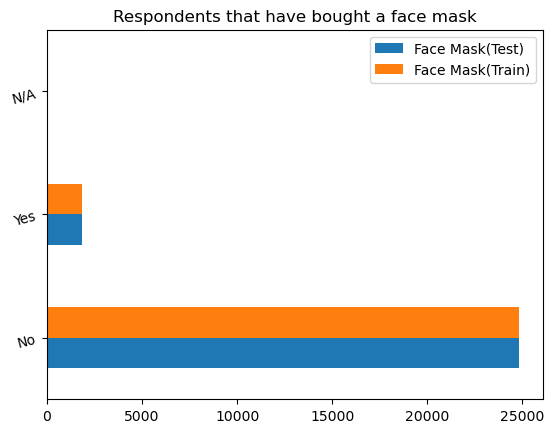 Respondents that have bought a face mask
Face Mask(Test)
Face Mask(Train)
N/A
Yes
No
0 5000 10000 15000 20000 25000